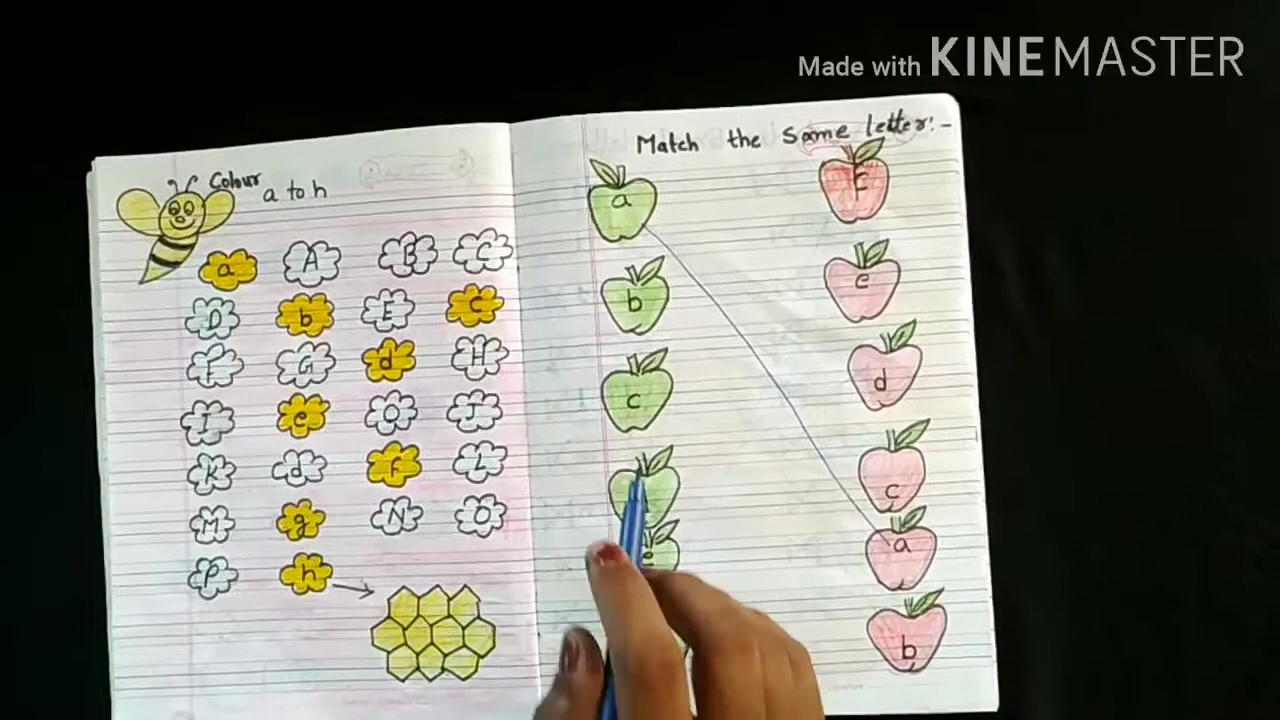 Made with KINEMASTER
Colour a to h
a A B C
D b E C
F G d H
I e O J
K d f L
M g N O
P h
Match the same letter:-
a f
b e
c d
c
e a
b